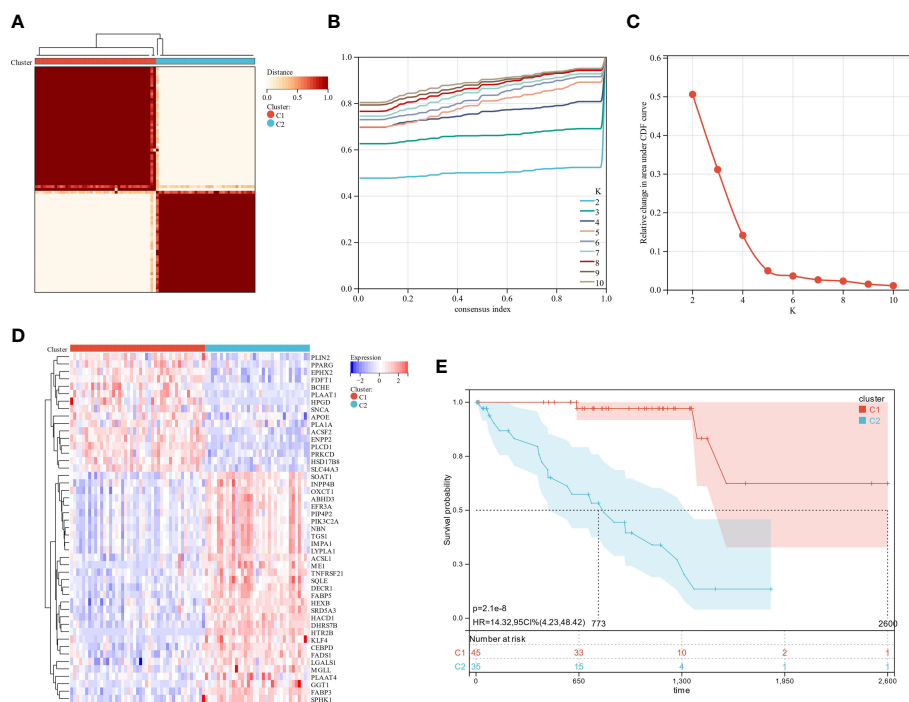 A
Cluster
Distance
0.0 0.5 1.0
Cluster:
C1
C2
B
1.0
0.8
0.6
0.4
0.2
0.0
0.0 0.2 0.4 0.6 0.8 1.0
consensus index
K
2
3
4
5
6
7
8
9
10
C
Relative change in area under CDF curve
0.6
0.5
0.4
0.3
0.2
0.1
0.0
2 4 6 8 10
K
D
Cluster
Expression
−2 0 2
Cluster:
C1
C2
PLIN2
PPARG
EPHX2
FDFT1
BCHE
PLAAT1
HPGD
SNCA
APOE
PLA1A
ACSF2
ENPP2
PLCD1
PRKCD
HSD17B8
SLC44A3
SOAT1
INPP4B
OXCT1
ABHD3
EFR3A
PIP4P2
PIK3C2A
NBN
TGS1
IMPA1
LYPLA1
ACSL1
ME1
TNFRSF21
SQLE
DECR1
FABP5
HEXB
SRD5A3
HACD1
DHRS7B
HTR2B
KLF4
CEBPD
FADS1
LGALS1
MGLL
PLAAT4
GGT1
FABP3
SPHK1
E
Survival probability
1.0
0.8
0.5
0.3
0.0
cluster
C1
C2
p=2.1e-8
HR=14.32,95CI%(4.23,48.42)
773
2600
Number at risk
C1 45 33 10 2 1
C2 35 15 4 1 1
0 650 1,300 1,950 2,600
time